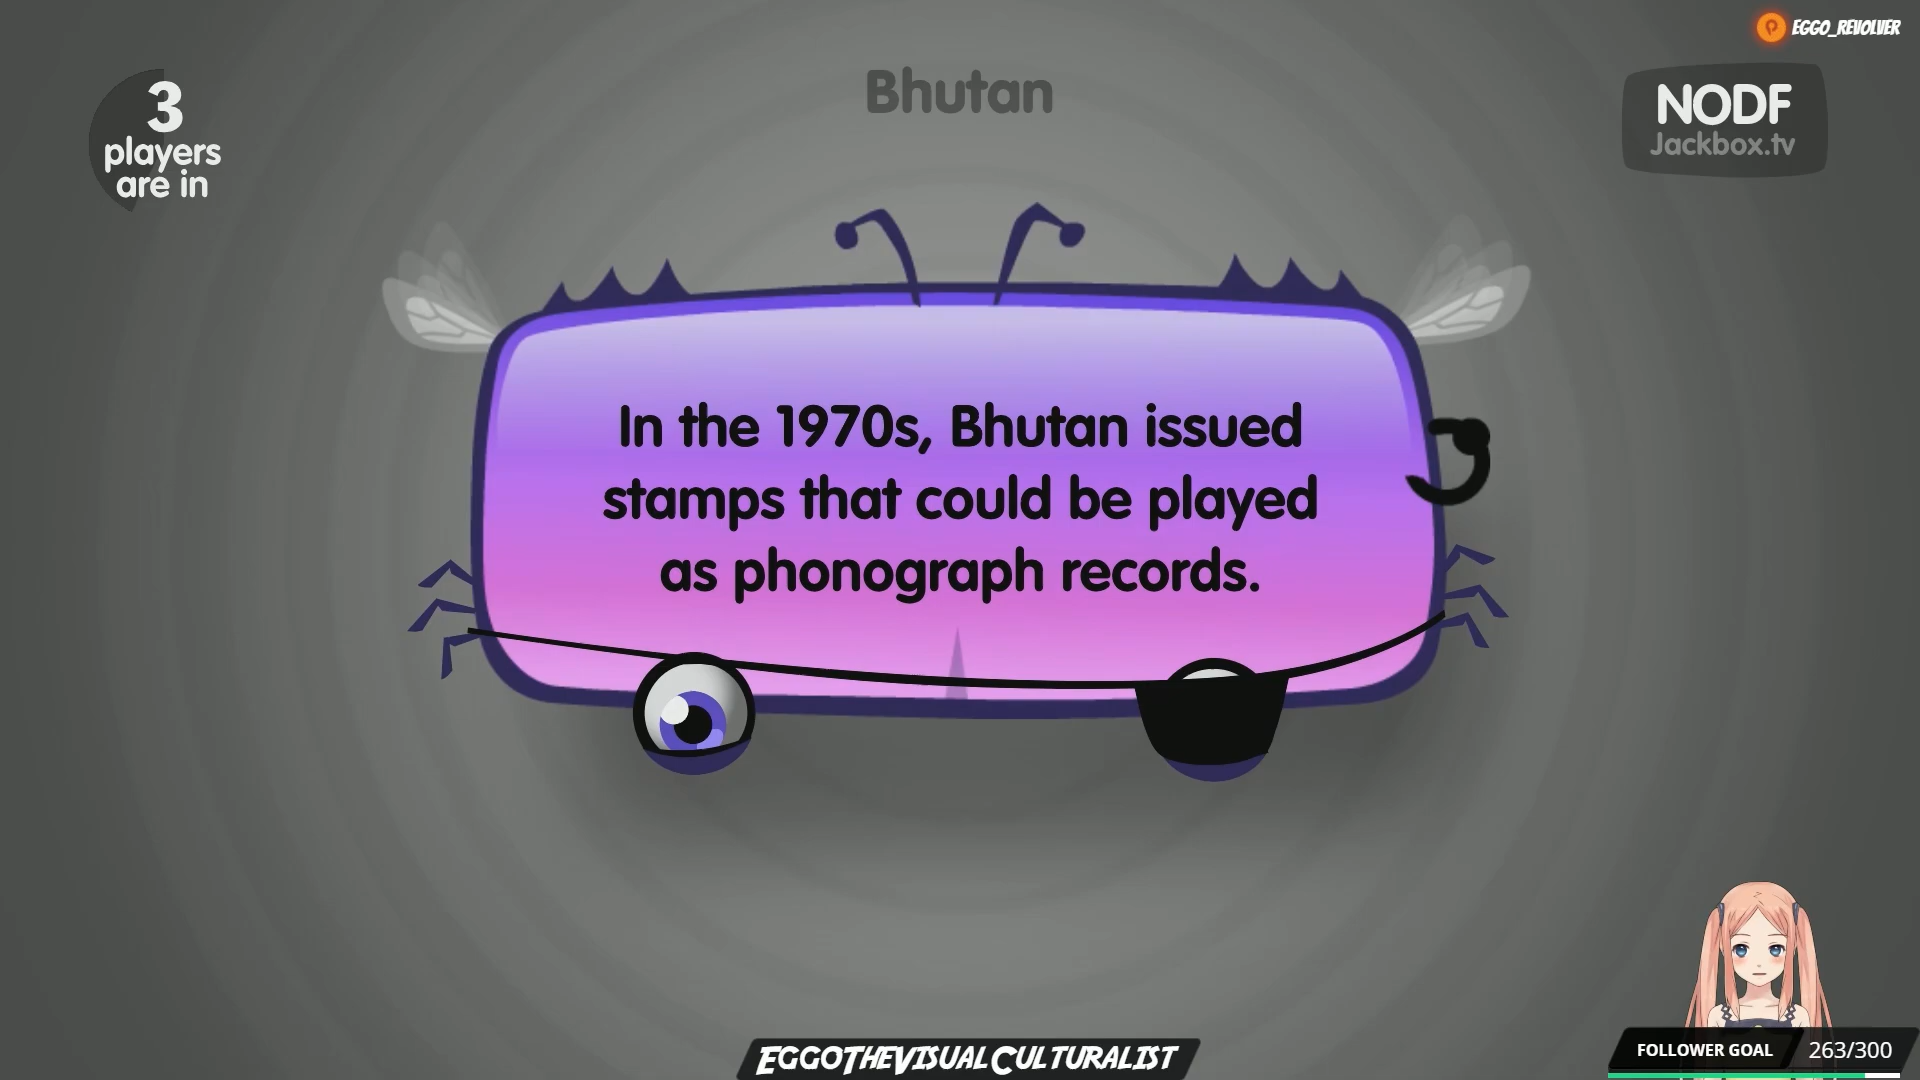 EGGO_REVOLVER
3
players
are in
Bhutan
NODF
Jackbox.tv
In the 1970s, Bhutan issued
stamps that could be played
as phonograph records.
EGGOTHEVISUALCULTURALIST
FOLLOWER GOAL 263/300